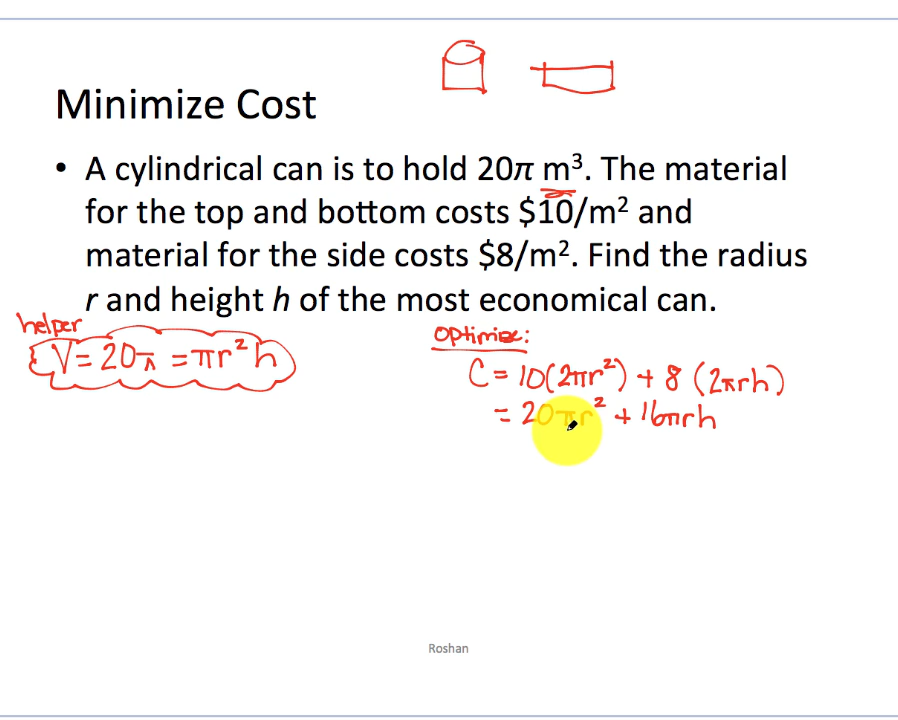 Minimize Cost
• A cylindrical can is to hold 20π m³. The material
for the top and bottom costs $10/m² and
material for the side costs $8/m². Find the radius
r and height h of the most economical can.
helper
V = 20π = πr²h
Optimize:
C = 10(2πr²) + 8 (2πrh)
= 20πr² + 16πrh
Roshan